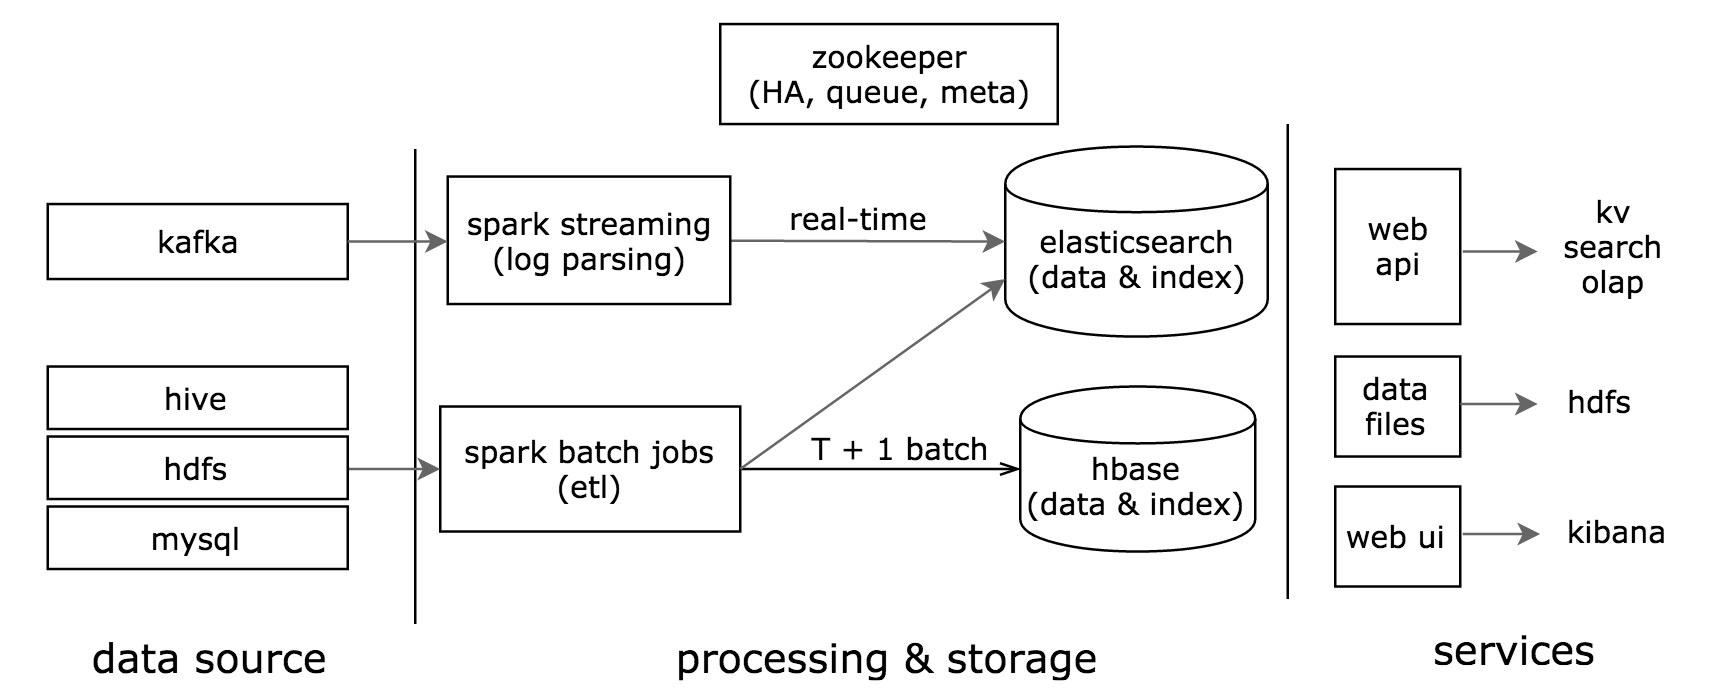 zookeeper
(HA, queue, meta)
kafka
hive
hdfs
mysql
data source
spark streaming
(log parsing)
real-time
elasticsearch
(data & index)
spark batch jobs
(etl)
T + 1 batch
hbase
(data & index)
processing & storage
web
api
kv
search
olap
data
files
hdfs
web ui
kibana
services